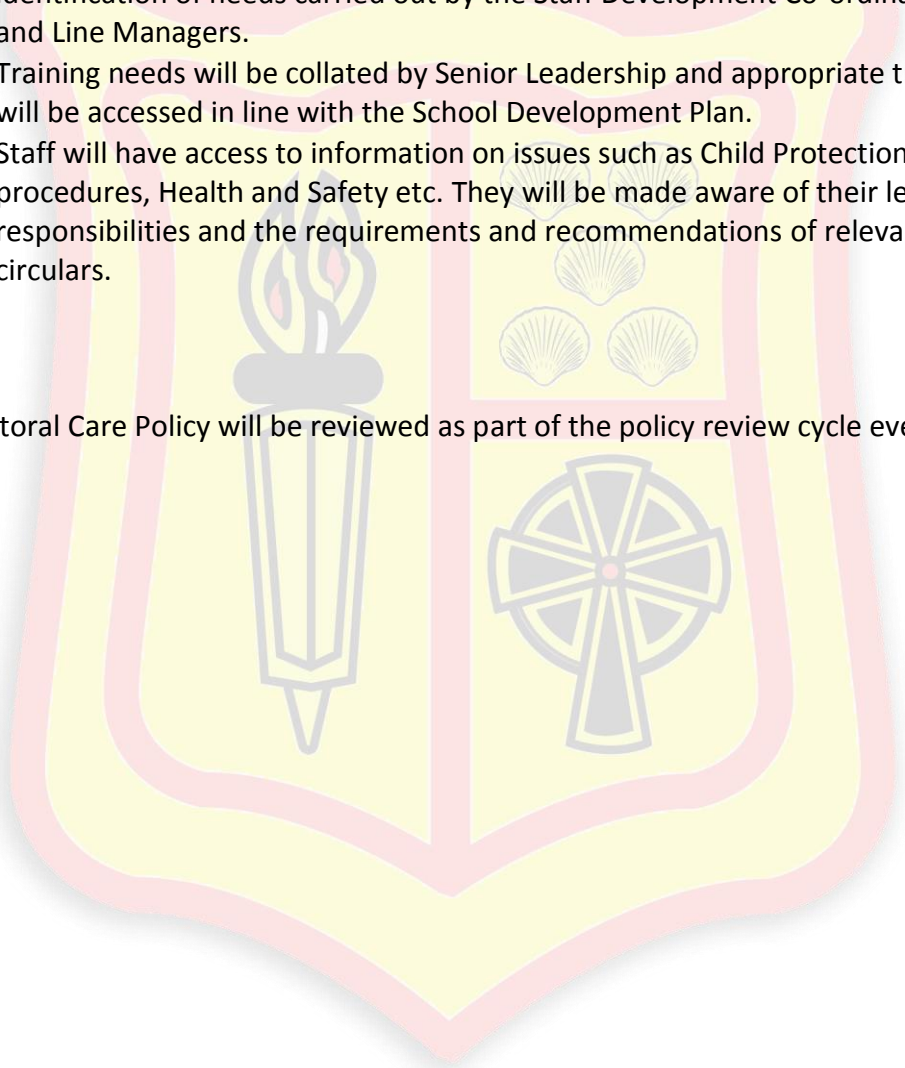 identification of needs carried out by the Staff Development Co-ordina
and Line Managers.
Training needs will be collated by Senior Leadership and appropriate t
will be accessed in line with the School Development Plan.
Staff will have access to information on issues such as Child Protection
procedures, Health and Safety etc. They will be made aware of their le
responsibilities and the requirements and recommendations of releva
circulars.
toral Care Policy will be reviewed as part of the policy review cycle eve